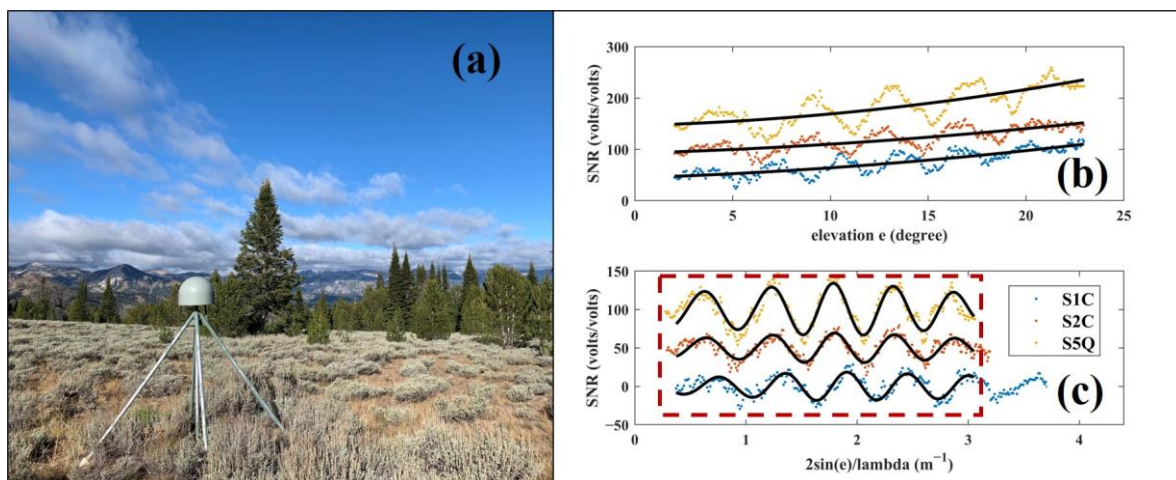 (a)
300
200
100
0
SNR (volts/volts)
0 5 10 15 20 25
elevation e (degree)
(b)
150
100
50
0
−50
SNR (volts/volts)
1 2 3 4
2sin(e)/lambda (m⁻¹)
S1C
S2C
S5Q
(c)